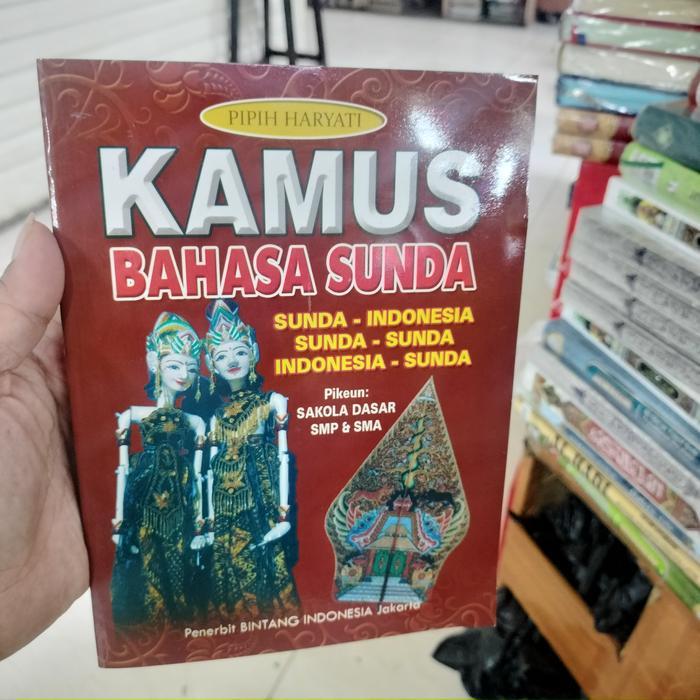 PIPIH HARYATI
KAMUS
BAHASA SUNDA
SUNDA - INDONESIA
SUNDA - SUNDA
INDONESIA - SUNDA
Pikeun:
SAKOLA DASAR
SMP & SMA
Penerbit BINTANG INDONESIA Jakarta